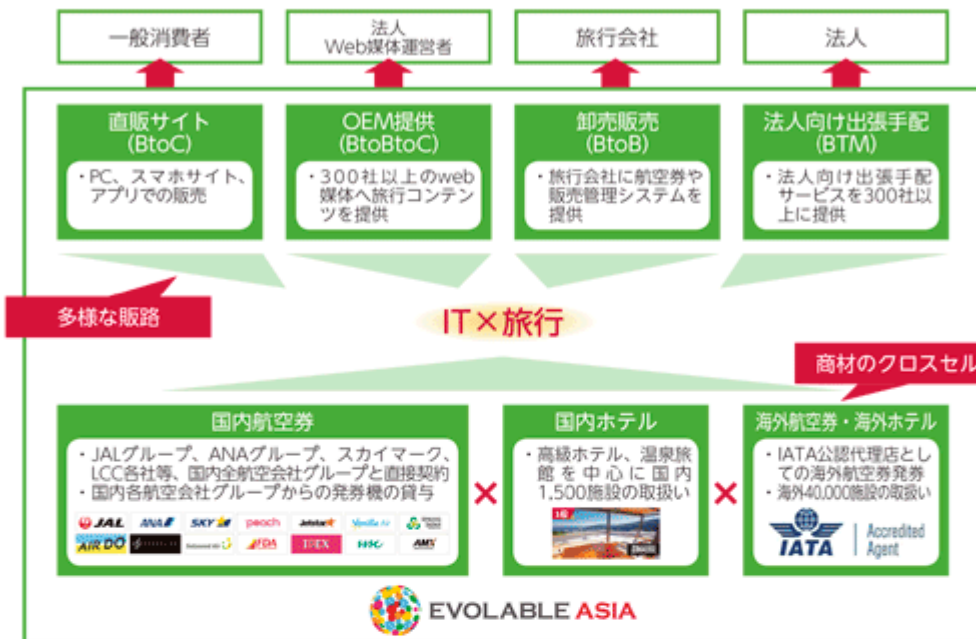 一般消費者
法人
Web媒体運営者
旅行会社
法人
直販サイト
(BtoC)
・PC、スマホサイト、
アプリでの販売
OEM提供
(BtoBtoC)
・300社以上のweb
媒体へ旅行コンテン
ツを提供
卸売販売
(BtoB)
・旅行会社に航空券や
販売管理システムを
提供
法人向け出張手配
(BTM)
・法人向け出張手配
サービスを300社以
上に提供
多様な販路
IT×旅行
商材のクロスセル
国内航空券
・JALグループ、ANAグループ、スカイマーク、
LCC各社等、国内全航空会社グループと直接契約
・国内各航空会社グループからの発券機の貸与
JAL ANA SKY peach Jetstar Vanilla Air
AIR DO FDA IBEX AMX
×
国内ホテル
・高級ホテル、温泉旅
館を中心に国内
1,500施設の取扱い
×
海外航空券・海外ホテル
・IATA公認代理店とし
ての海外航空券発券
・海外40,000施設の取扱い
IATA
Accredited
Agent
EVOLABLE ASIA